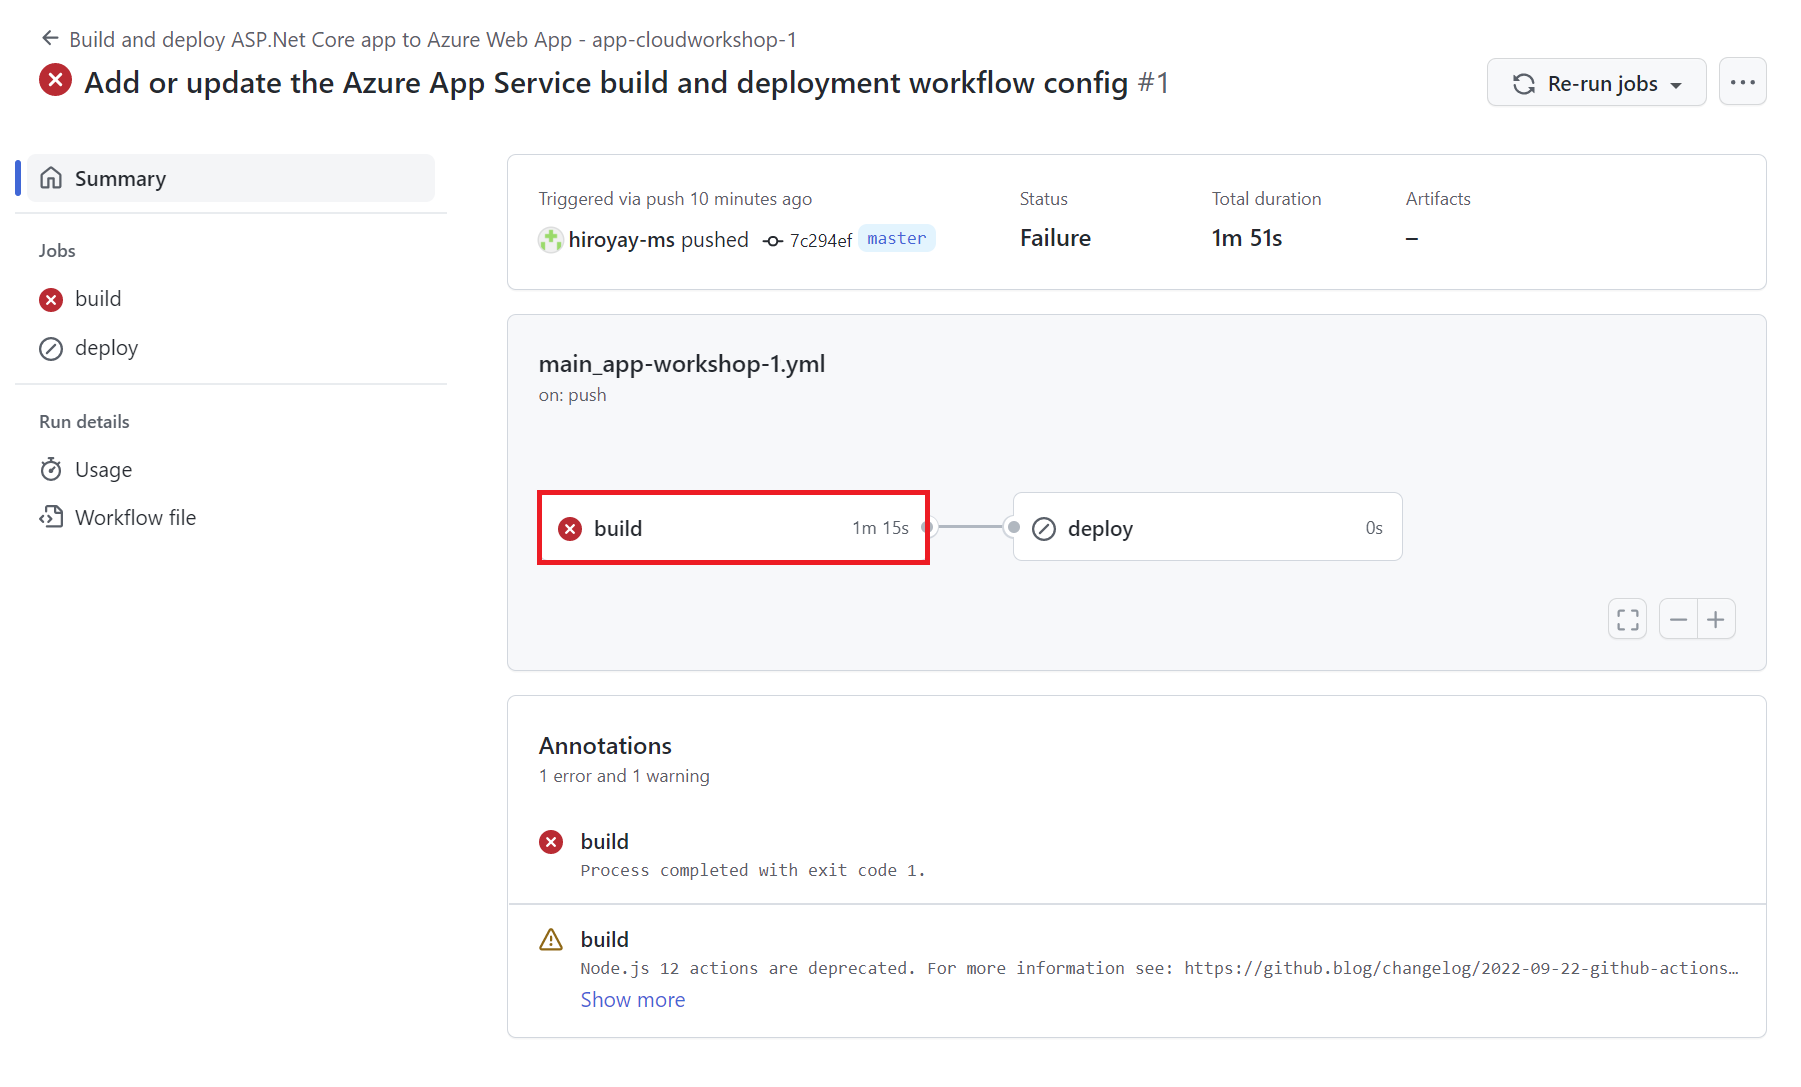 Build and deploy ASP.Net Core app to Azure Web App - app-cloudworkshop-1
Add or update the Azure App Service build and deployment workflow config #1
Re-run jobs
Summary
Jobs
build
deploy
Run details
Usage
Workflow file
Triggered via push 10 minutes ago
hiroyay-ms pushed 7c294ef master
Status
Failure
Total duration
1m 51s
Artifacts
–
main_app-workshop-1.yml
on: push
build 1m 15s
deploy 0s
Annotations
1 error and 1 warning
build
Process completed with exit code 1.
build
Node.js 12 actions are deprecated. For more information see: https://github.blog/changelog/2022-09-22-github-actions…
Show more